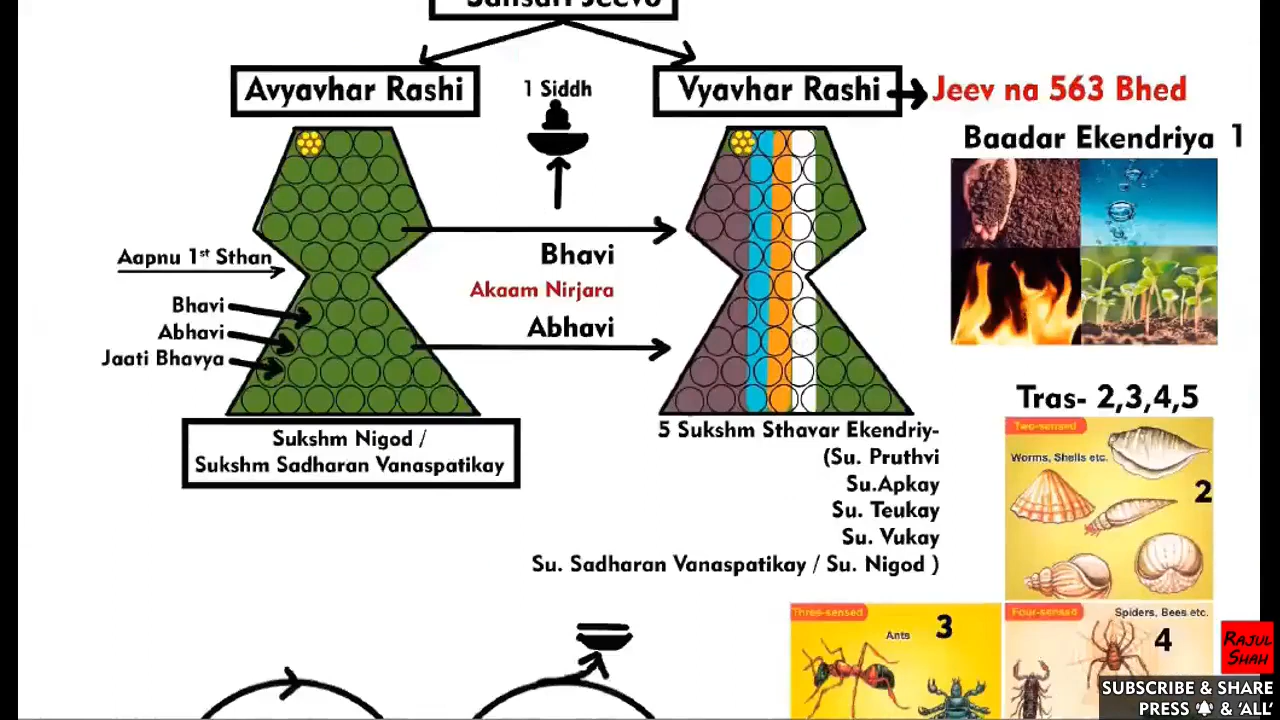 Sansari Jeevo
Avyavhar Rashi
1 Siddh
Vyavhar Rashi
Jeev na 563 Bhed
Baadar Ekendriya 1
Aapnu 1st Sthan
Bhavi
Abhavi
Jaati Bhavya
Bhavi
Akaam Nirjara
Abhavi
Sukshm Nigod /
Sukshm Sadharan Vanaspatikay
5 Sukshm Sthavar Ekendriy-
(Su. Pruthvi
Su.Apkay
Su. Teukay
Su. Vukay
Su. Sadharan Vanaspatikay / Su. Nigod )
Tras- 2,3,4,5
Two-sensed
Worms, Shells etc.
2
Three-sensed
Ants
3
Four-sensed
Spiders, Bees etc.
4
RAJUL
SHAH
SUBSCRIBE & SHARE
PRESS & 'ALL'